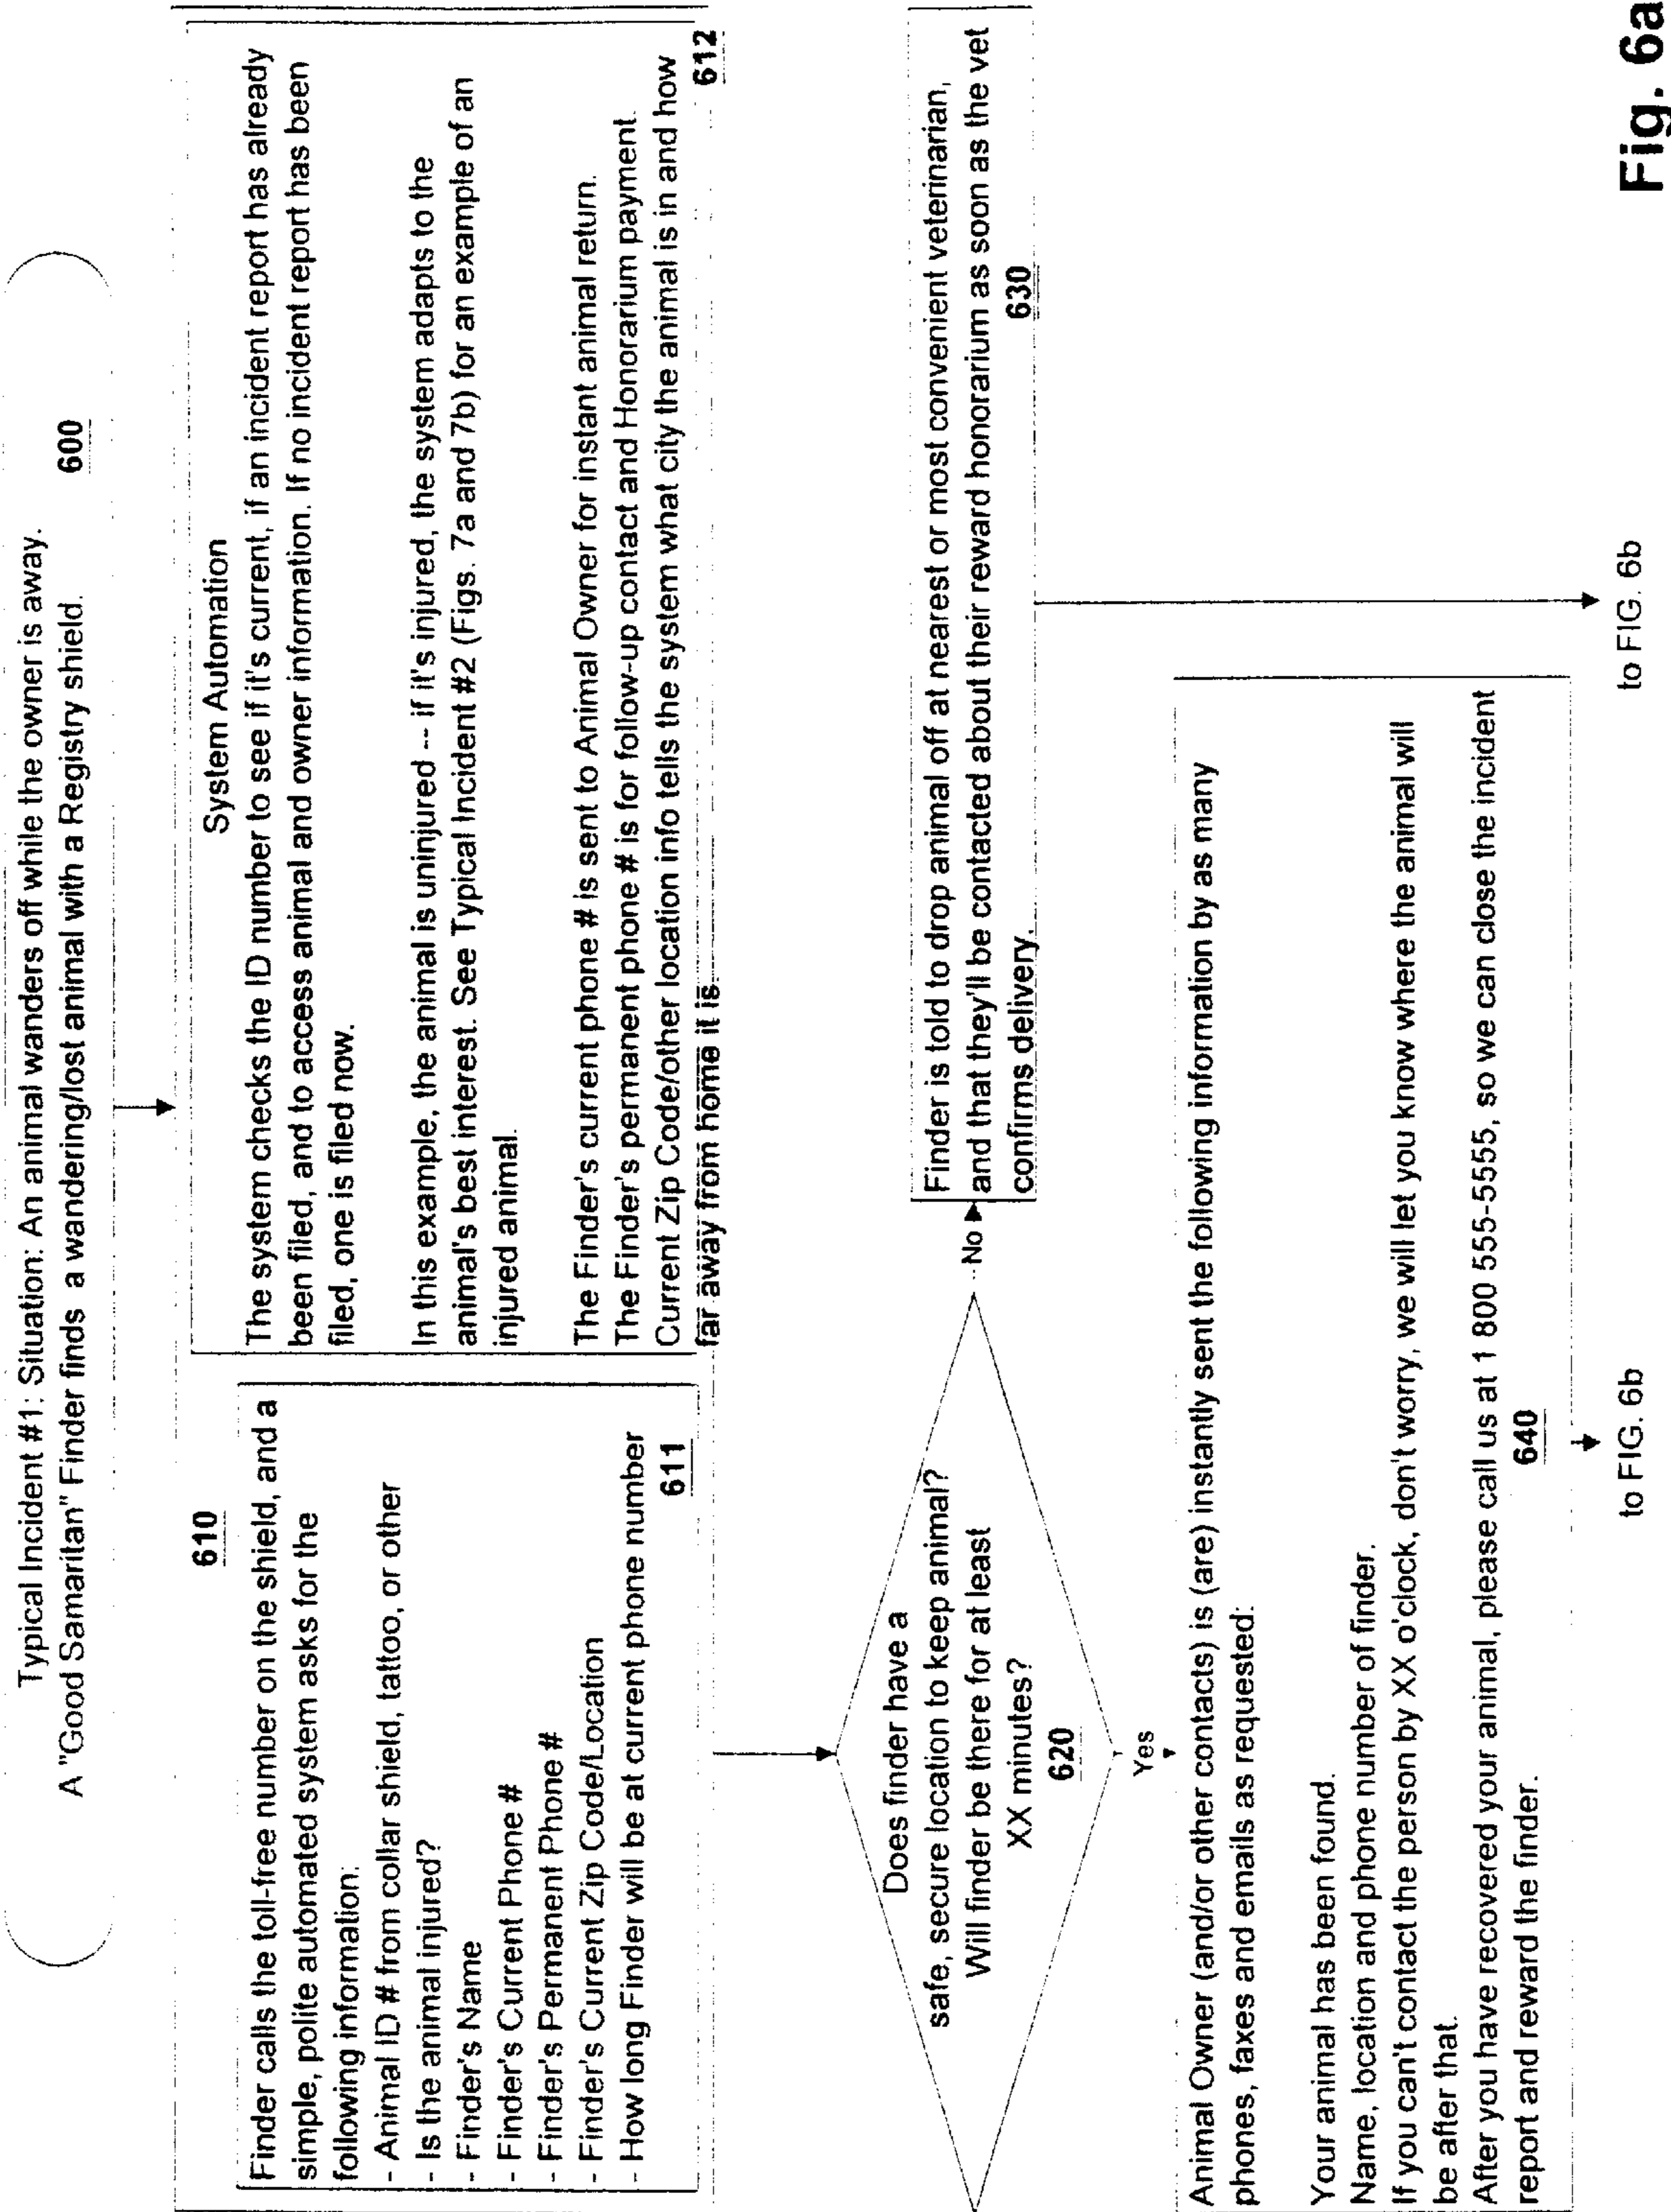 Typical Incident #1: Situation: An animal wanders off while the owner is away.
A "Good Samaritan" Finder finds a wandering/lost animal with a Registry shield.
600
610
Finder calls the toll-free number on the shield, and a
simple, polite automated system asks for the
following information:
- Animal ID # from collar shield, tattoo, or other
- Is the animal injured?
- Finder's Name
- Finder's Current Phone #
- Finder's Permanent Phone #
- Finder's Current Zip Code/Location
- How long Finder will be at current phone number
611
System Automation
The system checks the ID number to see if it's current, if an incident report has already
been filed, and to access animal and owner information. If no incident report has been
filed, one is filed now.
In this example, the animal is uninjured -- if it's injured, the system adapts to the
animal's best interest. See Typical Incident #2 (Figs. 7a and 7b) for an example of an
injured animal.
The Finder's current phone # is sent to Animal Owner for instant animal return.
The Finder's permanent phone # is for follow-up contact and Honorarium payment.
Current Zip Code/other location info tells the system what city the animal is in and how
far away from home it is.
612
Does finder have a
safe, secure location to keep animal?
Will finder be there for at least
XX minutes?
620
No
Finder is told to drop animal off at nearest or most convenient veterinarian,
and that they'll be contacted about their reward honorarium as soon as the vet
confirms delivery.
630
Yes
Animal Owner (and/or other contacts) is (are) instantly sent the following information by as many
phones, faxes and emails as requested:
Your animal has been found.
Name, location and phone number of finder.
If you can't contact the person by XX o'clock, don't worry, we will let you know where the animal will
be after that.
After you have recovered your animal, please call us at 1 800 555-5555, so we can close the incident
report and reward the finder.
640
to FIG. 6b
to FIG. 6b
Fig. 6a